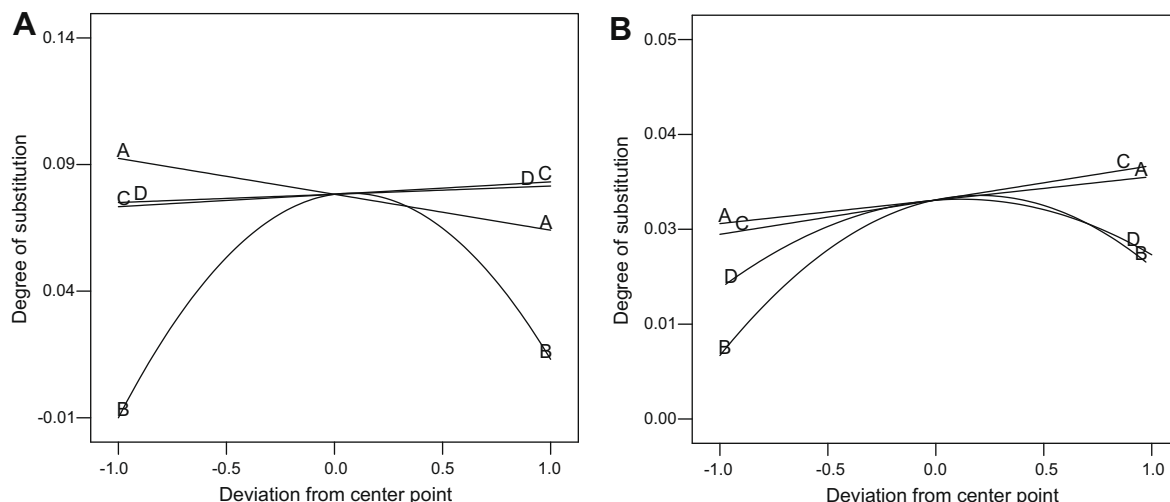 A
0.14
0.09
0.04
-0.01
Degree of substitution
A
C D
B
D C
A
B
-1.0 -0.5 0.0 0.5 1.0
Deviation from center point
B
0.05
0.04
0.03
0.01
0.00
Degree of substitution
A C
D
B
C A
D
B
-1.0 -0.5 0.0 0.5 1.0
Deviation from center point